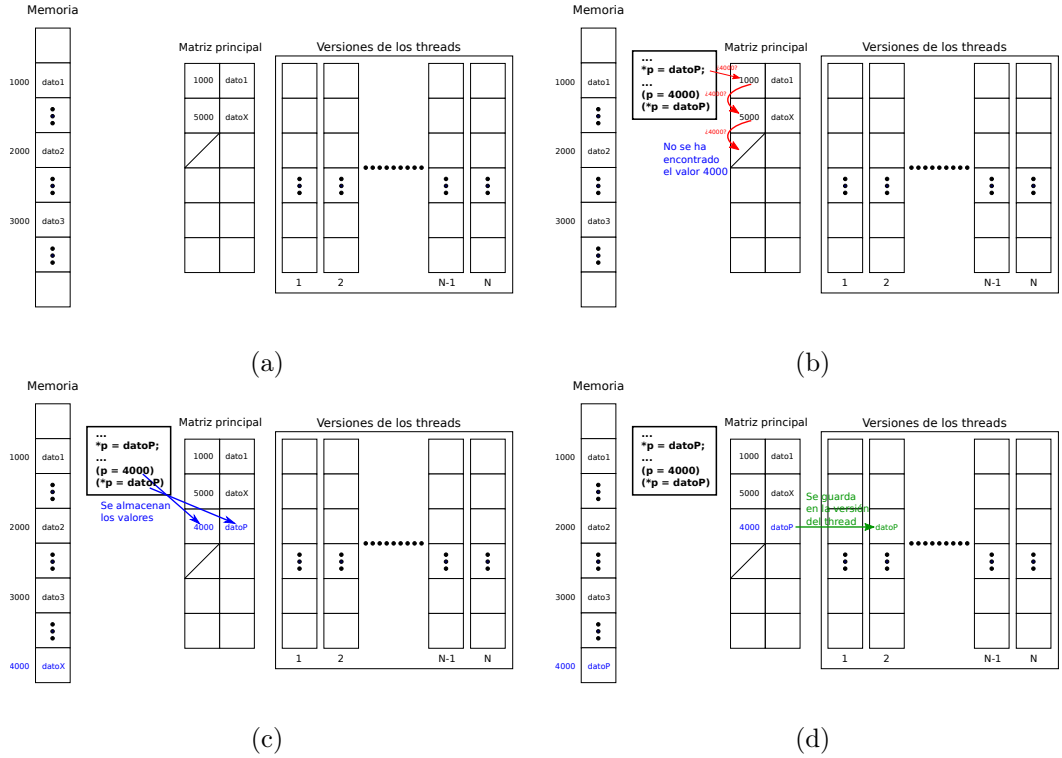 Memoria
Matriz principal
Versiones de los threads
1000
dato1
1000
dato1
5000
datoX
2000
dato2
3000
dato3
1
2
N-1
N
(a)
Memoria
Matriz principal
Versiones de los threads
...
*p = datoP;
...
(p = 4000)
(*p = datoP)
¿4000?
¿4000?
¿4000?
1000
dato1
1000
dato1
5000
datoX
2000
dato2
No se ha
encontrado
el valor 4000
3000
dato3
1
2
N-1
N
(b)
Memoria
Matriz principal
Versiones de los threads
...
*p = datoP;
...
(p = 4000)
(*p = datoP)
Se almacenan
los valores
1000
dato1
1000
dato1
5000
datoX
2000
dato2
4000
datoP
3000
dato3
4000
datoX
1
2
N-1
N
(c)
Memoria
Matriz principal
Versiones de los threads
...
*p = datoP;
...
(p = 4000)
(*p = datoP)
1000
dato1
1000
dato1
5000
datoX
Se guarda
en la versión
del thread
2000
dato2
4000
datoP
datoP
3000
dato3
4000
datoP
1
2
N-1
N
(d)